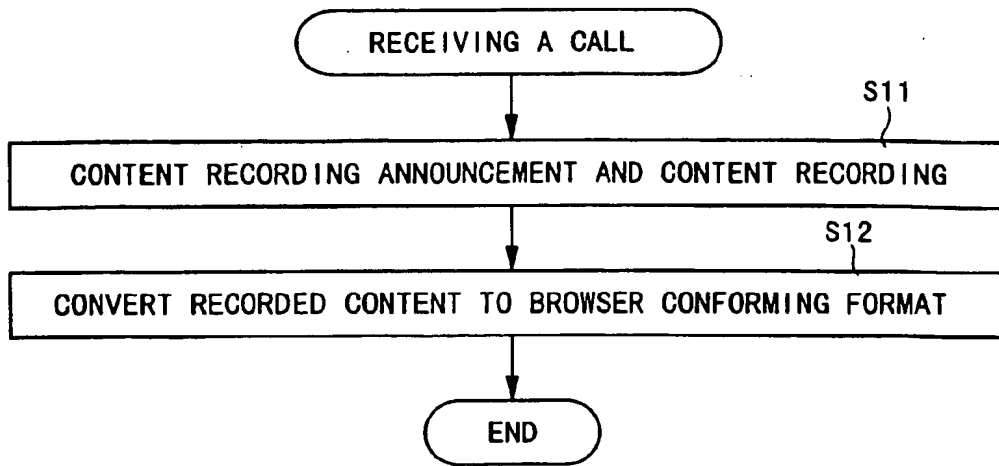 RECEIVING A CALL
S11
CONTENT RECORDING ANNOUNCEMENT AND CONTENT RECORDING
S12
CONVERT RECORDED CONTENT TO BROWSER CONFORMING FORMAT
END